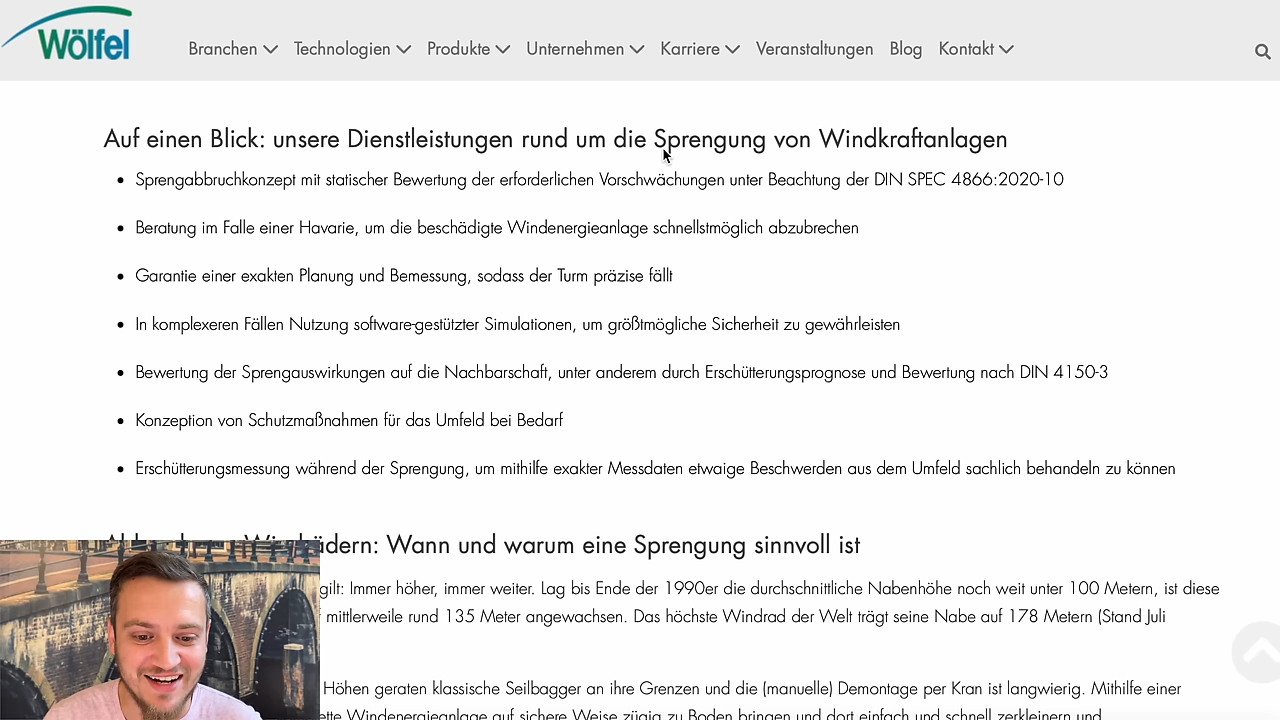 Wölfel
Branchen Technologien Produkte Unternehmen Karriere Veranstaltungen Blog Kontakt
Auf einen Blick: unsere Dienstleistungen rund um die Sprengung von Windkraftanlagen
Sprengabbruchkonzept mit statischer Bewertung der erforderlichen Vorschwächungen unter Beachtung der DIN SPEC 4866:2020-10
Beratung im Falle einer Havarie, um die beschädigte Windenergieanlage schnellstmöglich abzubrechen
Garantie einer exakten Planung und Bemessung, sodass der Turm präzise fällt
In komplexeren Fällen Nutzung software-gestützter Simulationen, um größtmögliche Sicherheit zu gewährleisten
Bewertung der Sprengauswirkungen auf die Nachbarschaft, unter anderem durch Erschütterungsprognose und Bewertung nach DIN 4150-3
Konzeption von Schutzmaßnahmen für das Umfeld bei Bedarf
Erschütterungsmessung während der Sprengung, um mithilfe exakter Messdaten etwaige Beschwerden aus dem Umfeld sachlich behandeln zu können
Wann und warum eine Sprengung sinnvoll ist
gilt: Immer höher, immer weiter. Lag bis Ende der 1990er die durchschnittliche Nabenhöhe noch weit unter 100 Metern, ist diese
mittlerweile rund 135 Meter angewachsen. Das höchste Windrad der Welt trägt seine Nabe auf 178 Metern (Stand Juli
Höhen geraten klassische Seilbagger an ihre Grenzen und die (manuelle) Demontage per Kran ist langwierig. Mithilfe einer
Windenergieanlage auf sichere Weise zügig zu Boden bringen und dort einfach und schnell zerkleinern und